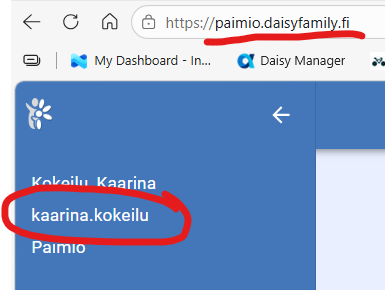 https://paimio.daisyfamily.fi
My Dashboard - In... Daisy Manager
Kokeilu, Kaarina
kaarina.kokeilu
Paimio